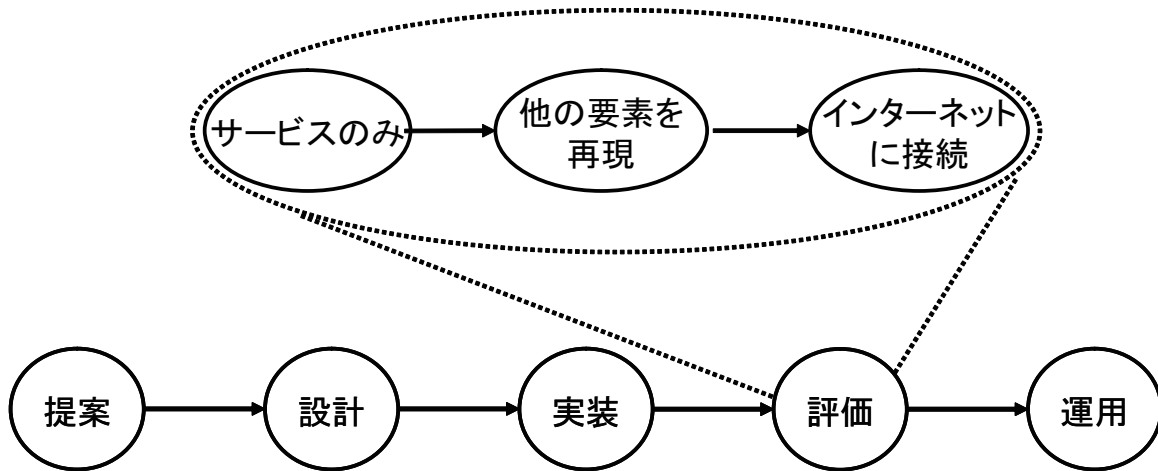 サービスのみ
他の要素を
再現
インターネット
に接続
提案
設計
実装
評価
運用